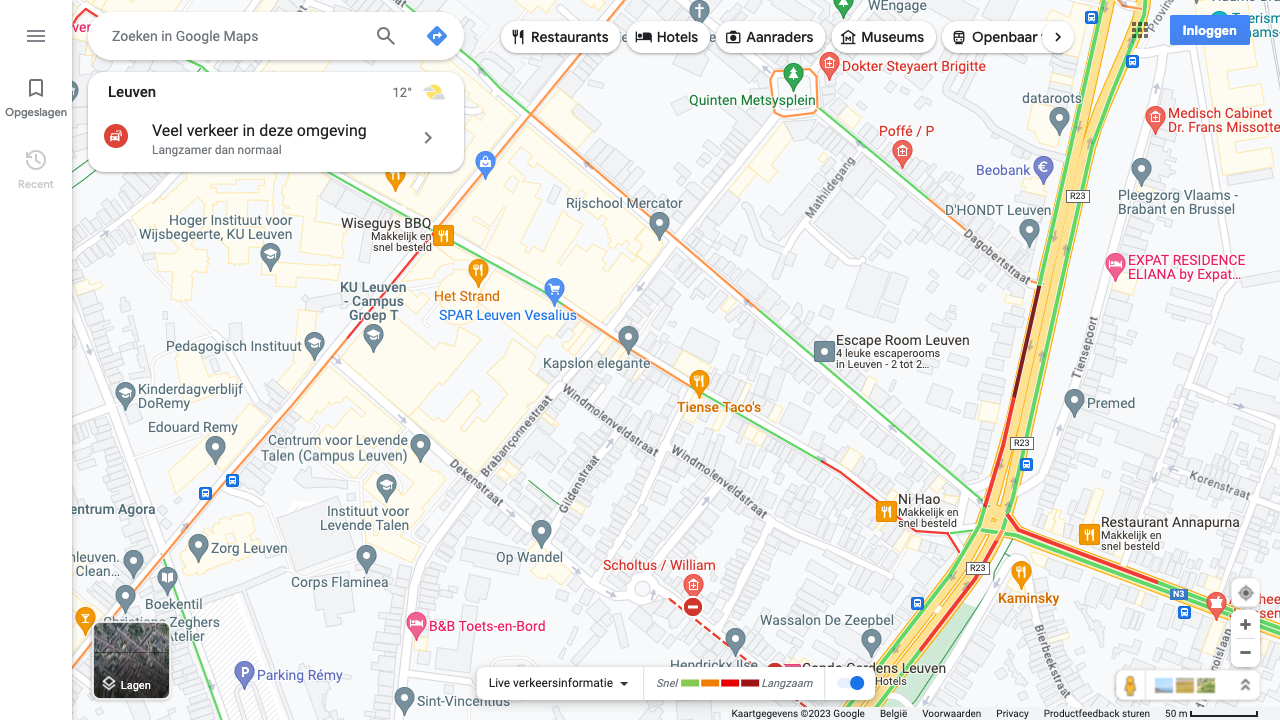 Zoeken in Google Maps
Restaurants
Hotels
Aanraders
Museums
Openbaar
Inloggen
Opgeslagen
Recent
Leuven
12°
Veel verkeer in deze omgeving
Langzamer dan normaal
WEngage
Dokter Steyaert Brigitte
Quinten Metsysplein
dataroots
Medisch Cabinet
Dr. Frans Missotte
Poffé / P
Beobank
Mathildegang
R23
Pleegzorg Vlaams -
Brabant en Brussel
Rijschool Mercator
D'HONDT Leuven
Dagobertstraat
Hoger Instituut voor
Wijsbegeerte, KU Leuven
Wiseguys BBQ
Makkelijk en
snel besteld
EXPAT RESIDENCE
ELIANA by Expat...
KU Leuven
- Campus
Groep T
Het Strand
SPAR Leuven Vesalius
Pedagogisch Instituut
Kapslon elegante
Escape Room Leuven
4 leuke escaperooms
in Leuven - 2 tot 2...
Tiensepoort
Kinderdagverblijf
DoRemy
Tiense Taco's
Premed
Edouard Remy
Windmolenveldstraat
Brabançonnestraat
Centrum voor Levende
Talen (Campus Leuven)
R23
Dekenstraat
Gildenstraat
Windmolenveldstraat
Korenstraat
entrum Agora
Instituut voor
Levende Talen
Ni Hao
Makkelijk en
snel besteld
Restaurant Annapurna
Makkelijk en
snel besteld
Zorg Leuven
Op Wandel
Corps Flaminea
Scholtus / William
R23
Kaminsky
N3
Boekentil
Christiane Zeghers
Atelier
B&B Toets-en-Bord
Wassalon De Zeepbel
Bierbeekstraat
Parking Rémy
Hendrickx Ilse
Condo Gardens Leuven
Hotels
Sint-Vincentius
Lagen
Live verkeersinformatie
Snel
Langzaam
Kaartgegevens ©2023 Google
België
Voorwaarden
Privacy
Productfeedback sturen
50 m